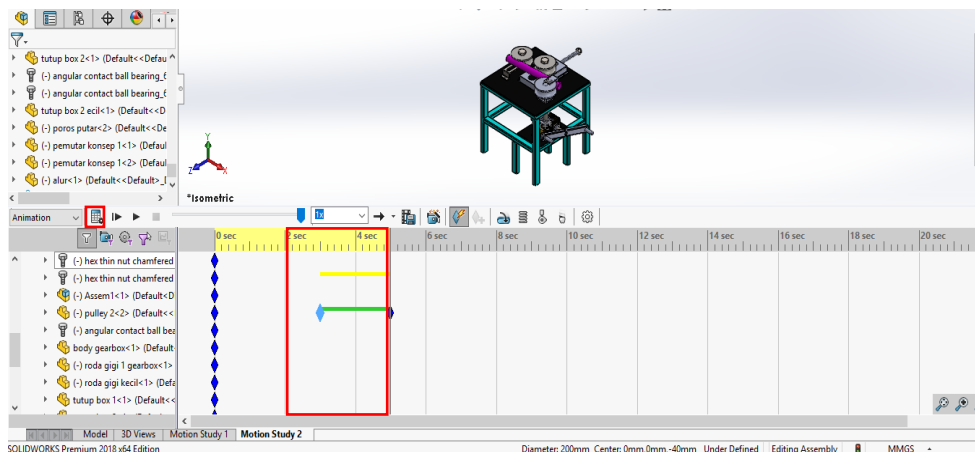 tutup box 2<1> (Default<<Defau
(-) angular contact ball bearing_6
(-) angular contact ball bearing_6
tutup box 2 ecil<1> (Default<<D
(-) poros putar<2> (Default<<De
(-) pemutar konsep 1<1> (Defaul
(-) pemutar konsep 1<2> (Defaul
(-) alur<1> (Default<<Default>_
Y
Z
X
*Isometric
Animation
1x
0 sec 2 sec 4 sec 6 sec 8 sec 10 sec 12 sec 14 sec 16 sec 18 sec 20 sec
(-) hex thin nut chamfered
(-) hex thin nut chamfered
(-) Assem1<1> (Default<D
(-) pulley 2<2> (Default<<
(-) angular contact ball bea
body gearbox<1> (Default
(-) roda gigi 1 gearbox<1>
(-) roda gigi kecil<1> (Defa
tutup box 1<1> (Default<<
Model 3D Views Motion Study 1 Motion Study 2
SOLIDWORKS Premium 2018 x64 Edition Diameter: 200mm Center: 0mm,0mm,-40mm Under Defined Editing Assembly MMGS